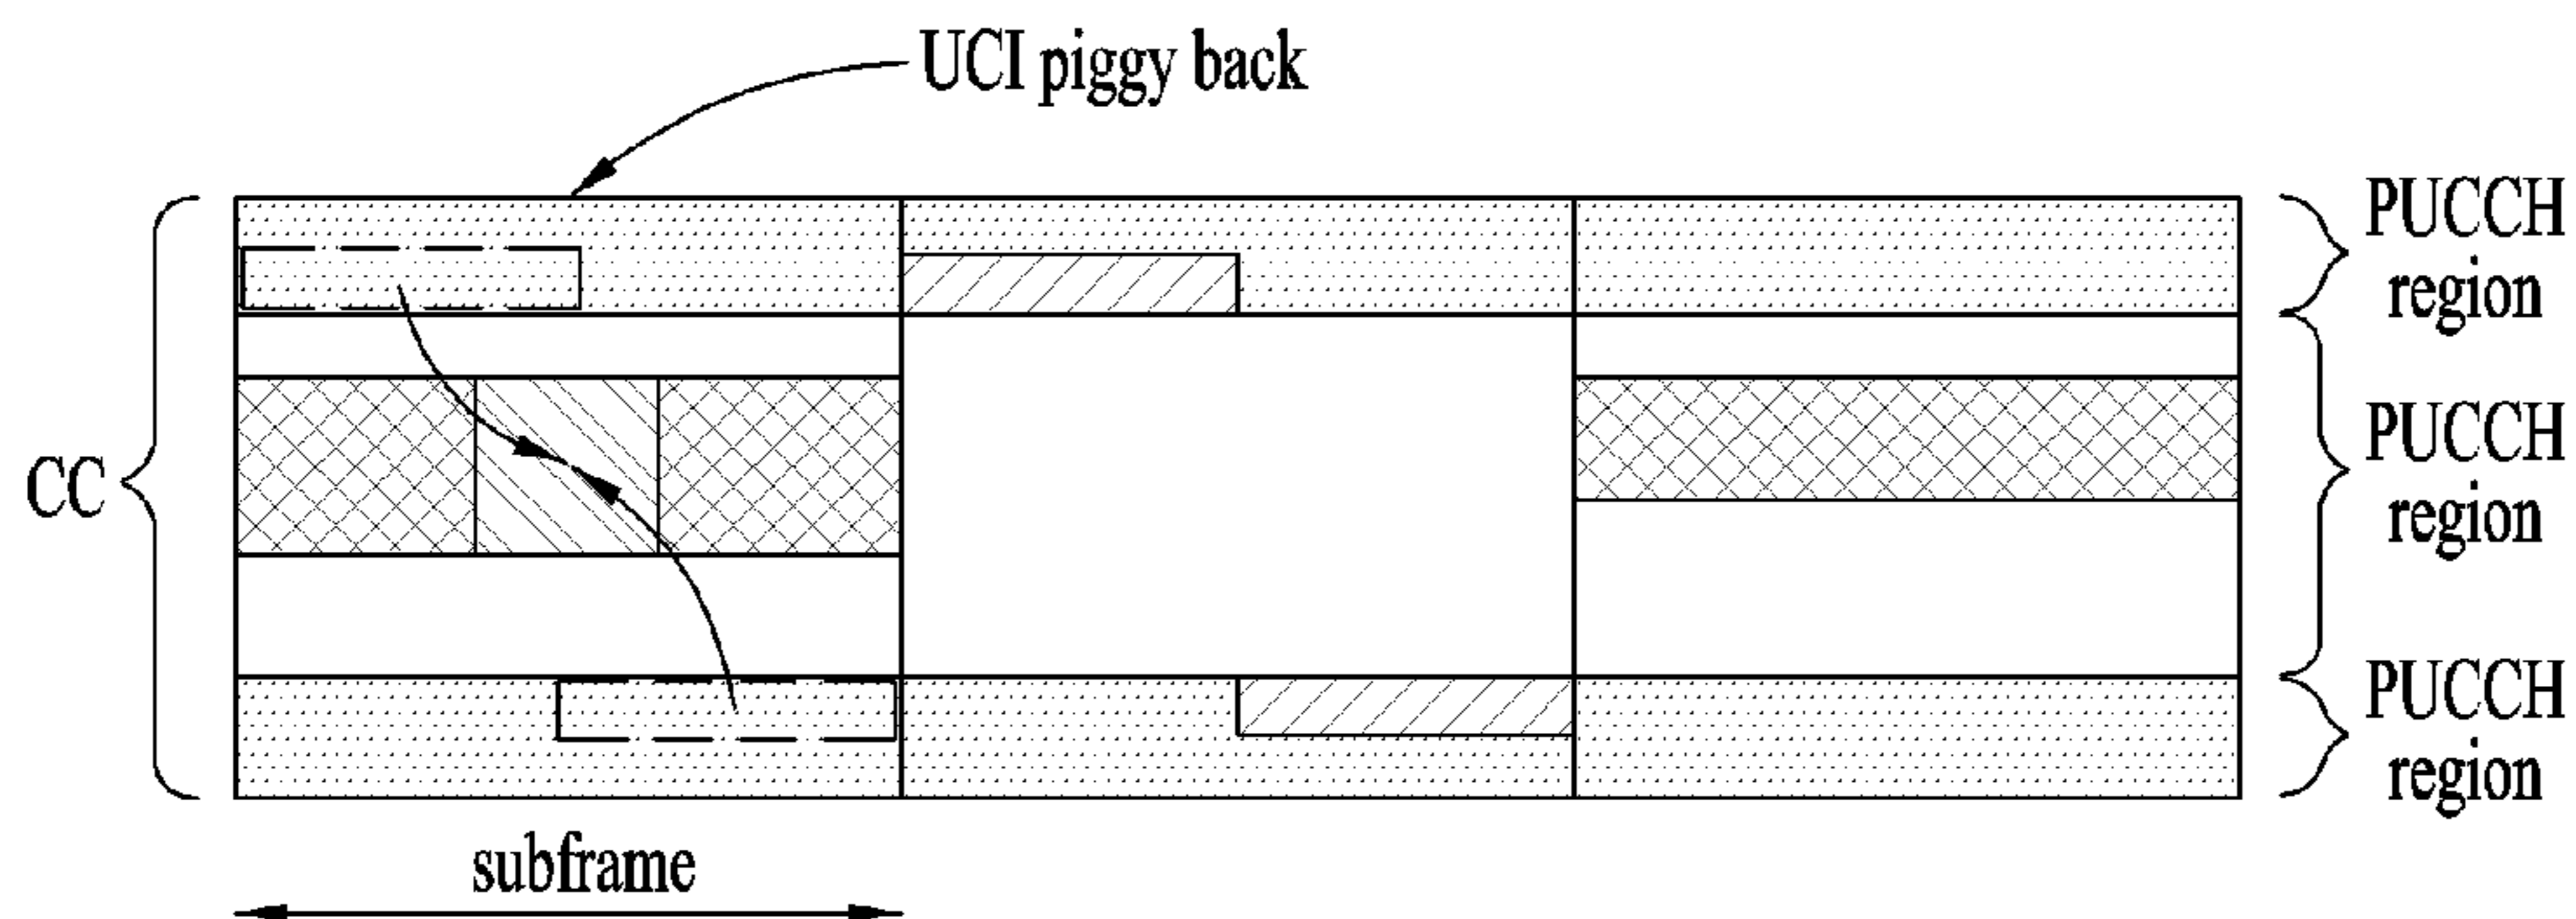 UCI piggy back
PUCCH
region
CC
PUCCH
region
PUCCH
region
subframe